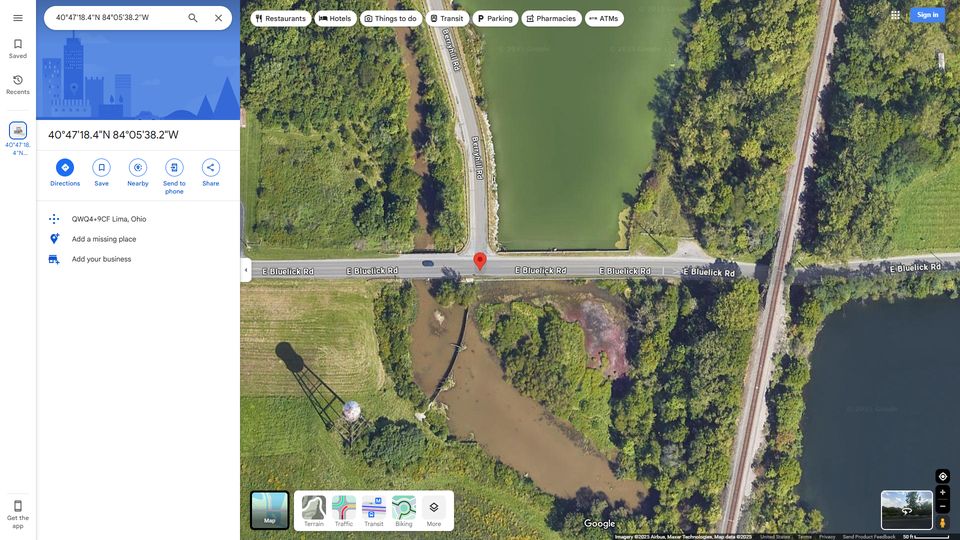 40°47'18.4"N 84°05'38.2"W
Restaurants
Hotels
Things to do
Transit
Parking
Pharmacies
ATMs
Sign in
Saved
Recents
40°47'18.
4"N...
40°47'18.4"N 84°05'38.2"W
Directions
Save
Nearby
Send to
phone
Share
QWQ4+9CF Lima, Ohio
Add a missing place
Add your business
Get the
app
Berryhill Rd
Berryhill Rd
E Bluelick Rd
E Bluelick Rd
E Bluelick Rd
E Bluelick Rd
E Bluelick Rd
E Bluelick Rd
© 2025 Google
Map
Terrain
Traffic
Transit
Biking
More
Google
Imagery ©2025 Airbus, Maxar Technologies, Map data ©2025
United States
Terms
Privacy
Send Product Feedback
50 ft